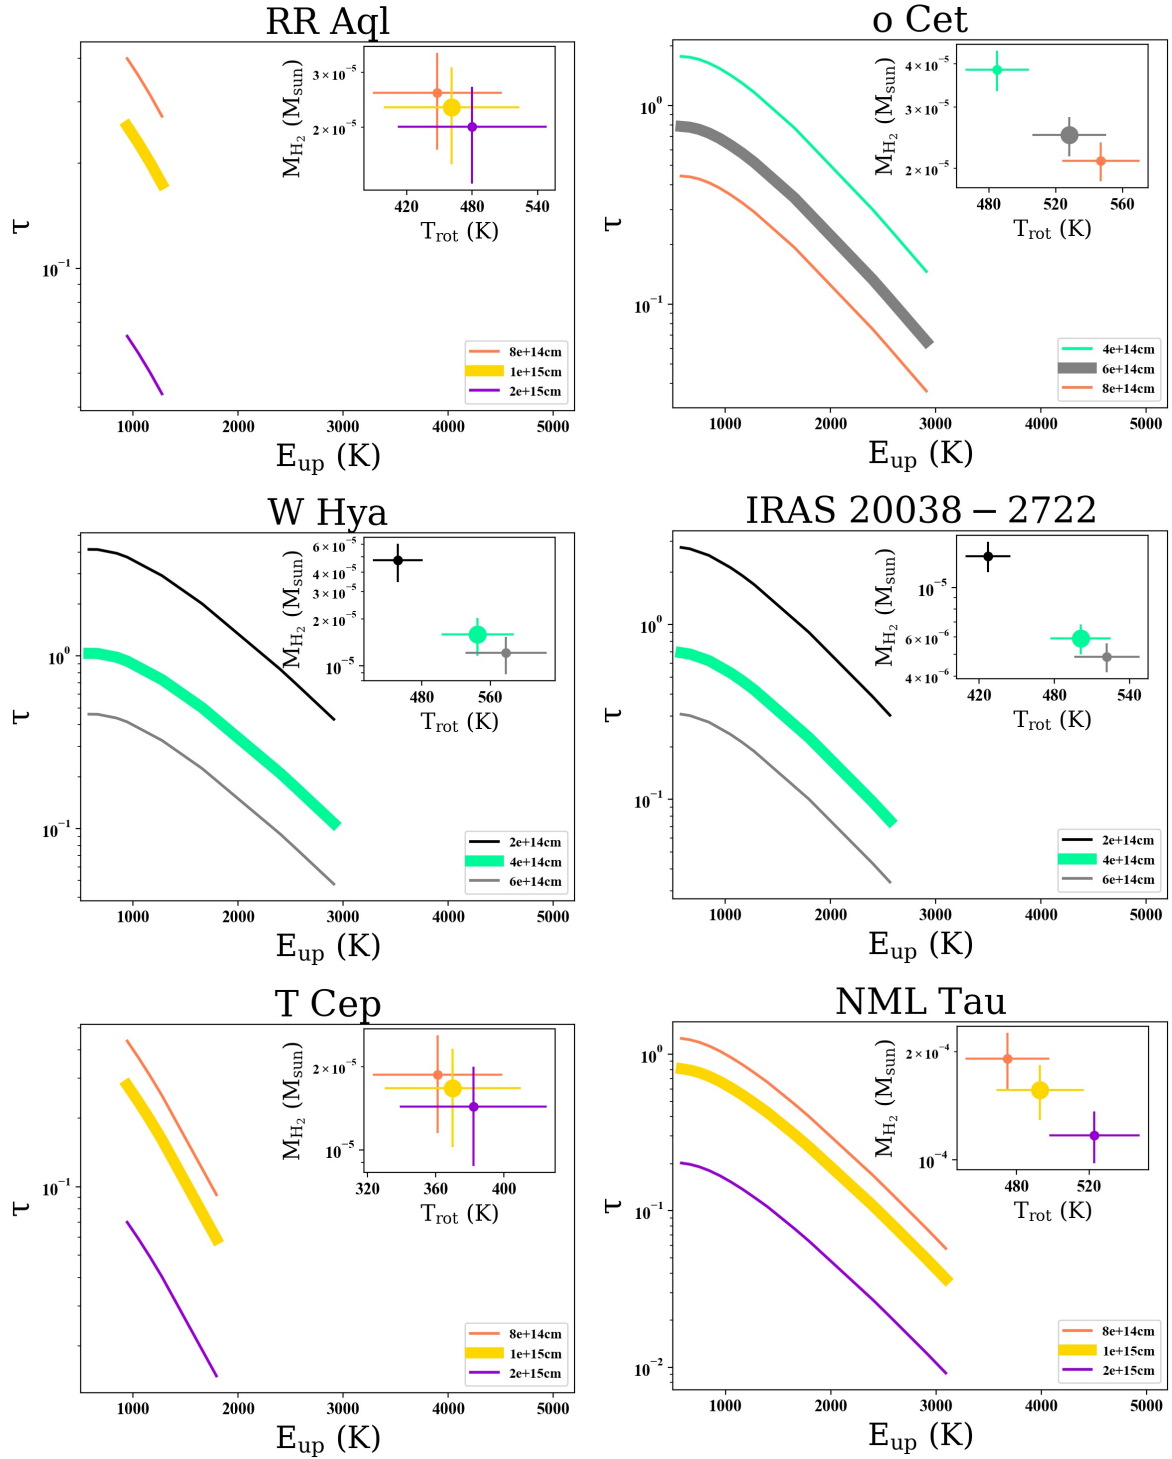 RR Aql
τ
10⁻¹
1000 2000 3000 4000 5000
E_up (K)
M_H₂ (M_sun)
3×10⁻⁵
2×10⁻⁵
420 480 540
T_rot (K)
8e+14cm
1e+15cm
2e+15cm
o Cet
τ
10⁰
10⁻¹
1000 2000 3000 4000 5000
E_up (K)
M_H₂ (M_sun)
4×10⁻⁵
3×10⁻⁵
2×10⁻⁵
480 520 560
T_rot (K)
4e+14cm
6e+14cm
8e+14cm
W Hya
τ
10⁰
10⁻¹
1000 2000 3000 4000 5000
E_up (K)
M_H₂ (M_sun)
6×10⁻⁵
4×10⁻⁵
3×10⁻⁵
2×10⁻⁵
10⁻⁵
480 560
T_rot (K)
2e+14cm
4e+14cm
6e+14cm
IRAS 20038 − 2722
τ
10⁰
10⁻¹
1000 2000 3000 4000 5000
E_up (K)
M_H₂ (M_sun)
10⁻⁵
6×10⁻⁶
4×10⁻⁶
420 480 540
T_rot (K)
2e+14cm
4e+14cm
6e+14cm
T Cep
τ
10⁻¹
1000 2000 3000 4000 5000
E_up (K)
M_H₂ (M_sun)
2×10⁻⁵
10⁻⁵
320 360 400
T_rot (K)
8e+14cm
1e+15cm
2e+15cm
NML Tau
τ
10⁰
10⁻¹
10⁻²
1000 2000 3000 4000 5000
E_up (K)
M_H₂ (M_sun)
2×10⁻⁴
10⁻⁴
480 520
T_rot (K)
8e+14cm
1e+15cm
2e+15cm